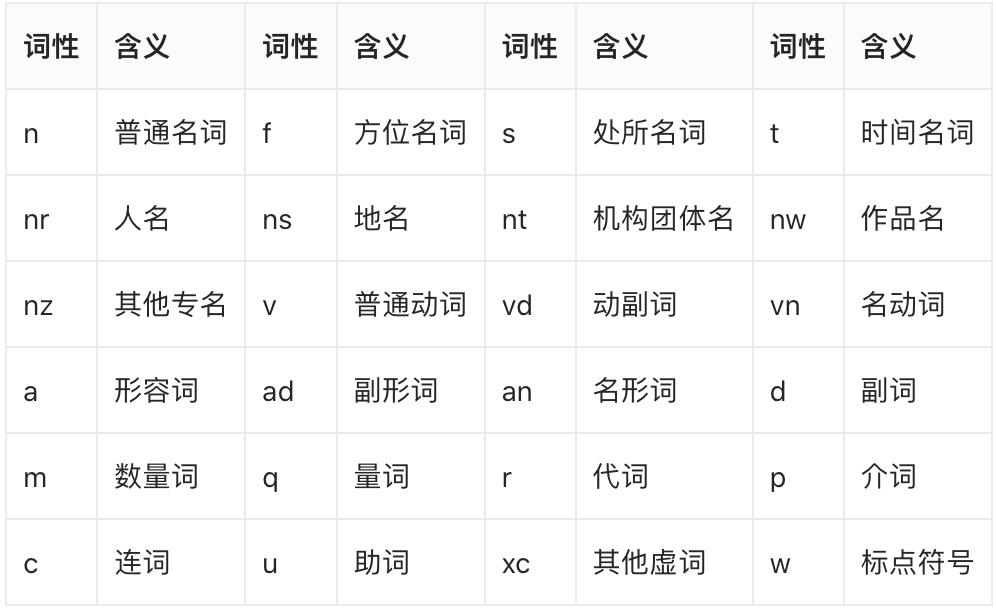 词性 含义 词性 含义 词性 含义 词性 含义
n 普通名词 f 方位名词 s 处所名词 t 时间名词
nr 人名 ns 地名 nt 机构团体名 nw 作品名
nz 其他专名 v 普通动词 vd 动副词 vn 名动词
a 形容词 ad 副形词 an 名形词 d 副词
m 数量词 q 量词 r 代词 p 介词
c 连词 u 助词 xc 其他虚词 w 标点符号